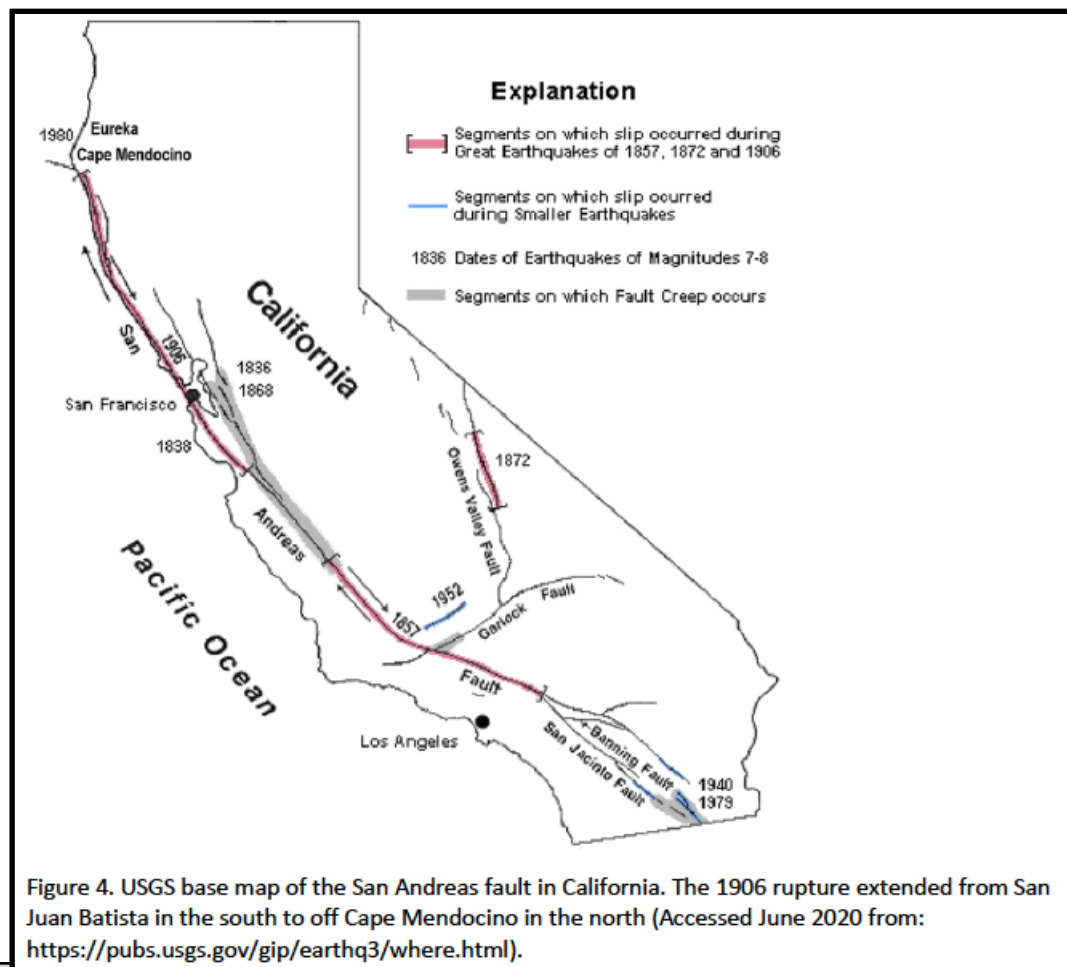 Explanation
Segments on which slip occurred during
Great Earthquakes of 1857, 1872 and 1906
Segments on which slip ocurred
during Smaller Earthquakes
1836 Dates of Earthquakes of Magnitudes 7-8
Segments on which Fault Creep occurs
1980
Eureka
Cape Mendocino
California
San
1906
1836
1868
San Francisco
1838
1872
Owens Valley Fault
Andreas
Pacific Ocean
1952
1857
Garlock Fault
Fault
Los Angeles
Banning Fault
San Jacinto Fault
1940
1979
Figure 4. USGS base map of the San Andreas fault in California. The 1906 rupture extended from San
Juan Batista in the south to off Cape Mendocino in the north (Accessed June 2020 from:
https://pubs.usgs.gov/gip/earthq3/where.html).